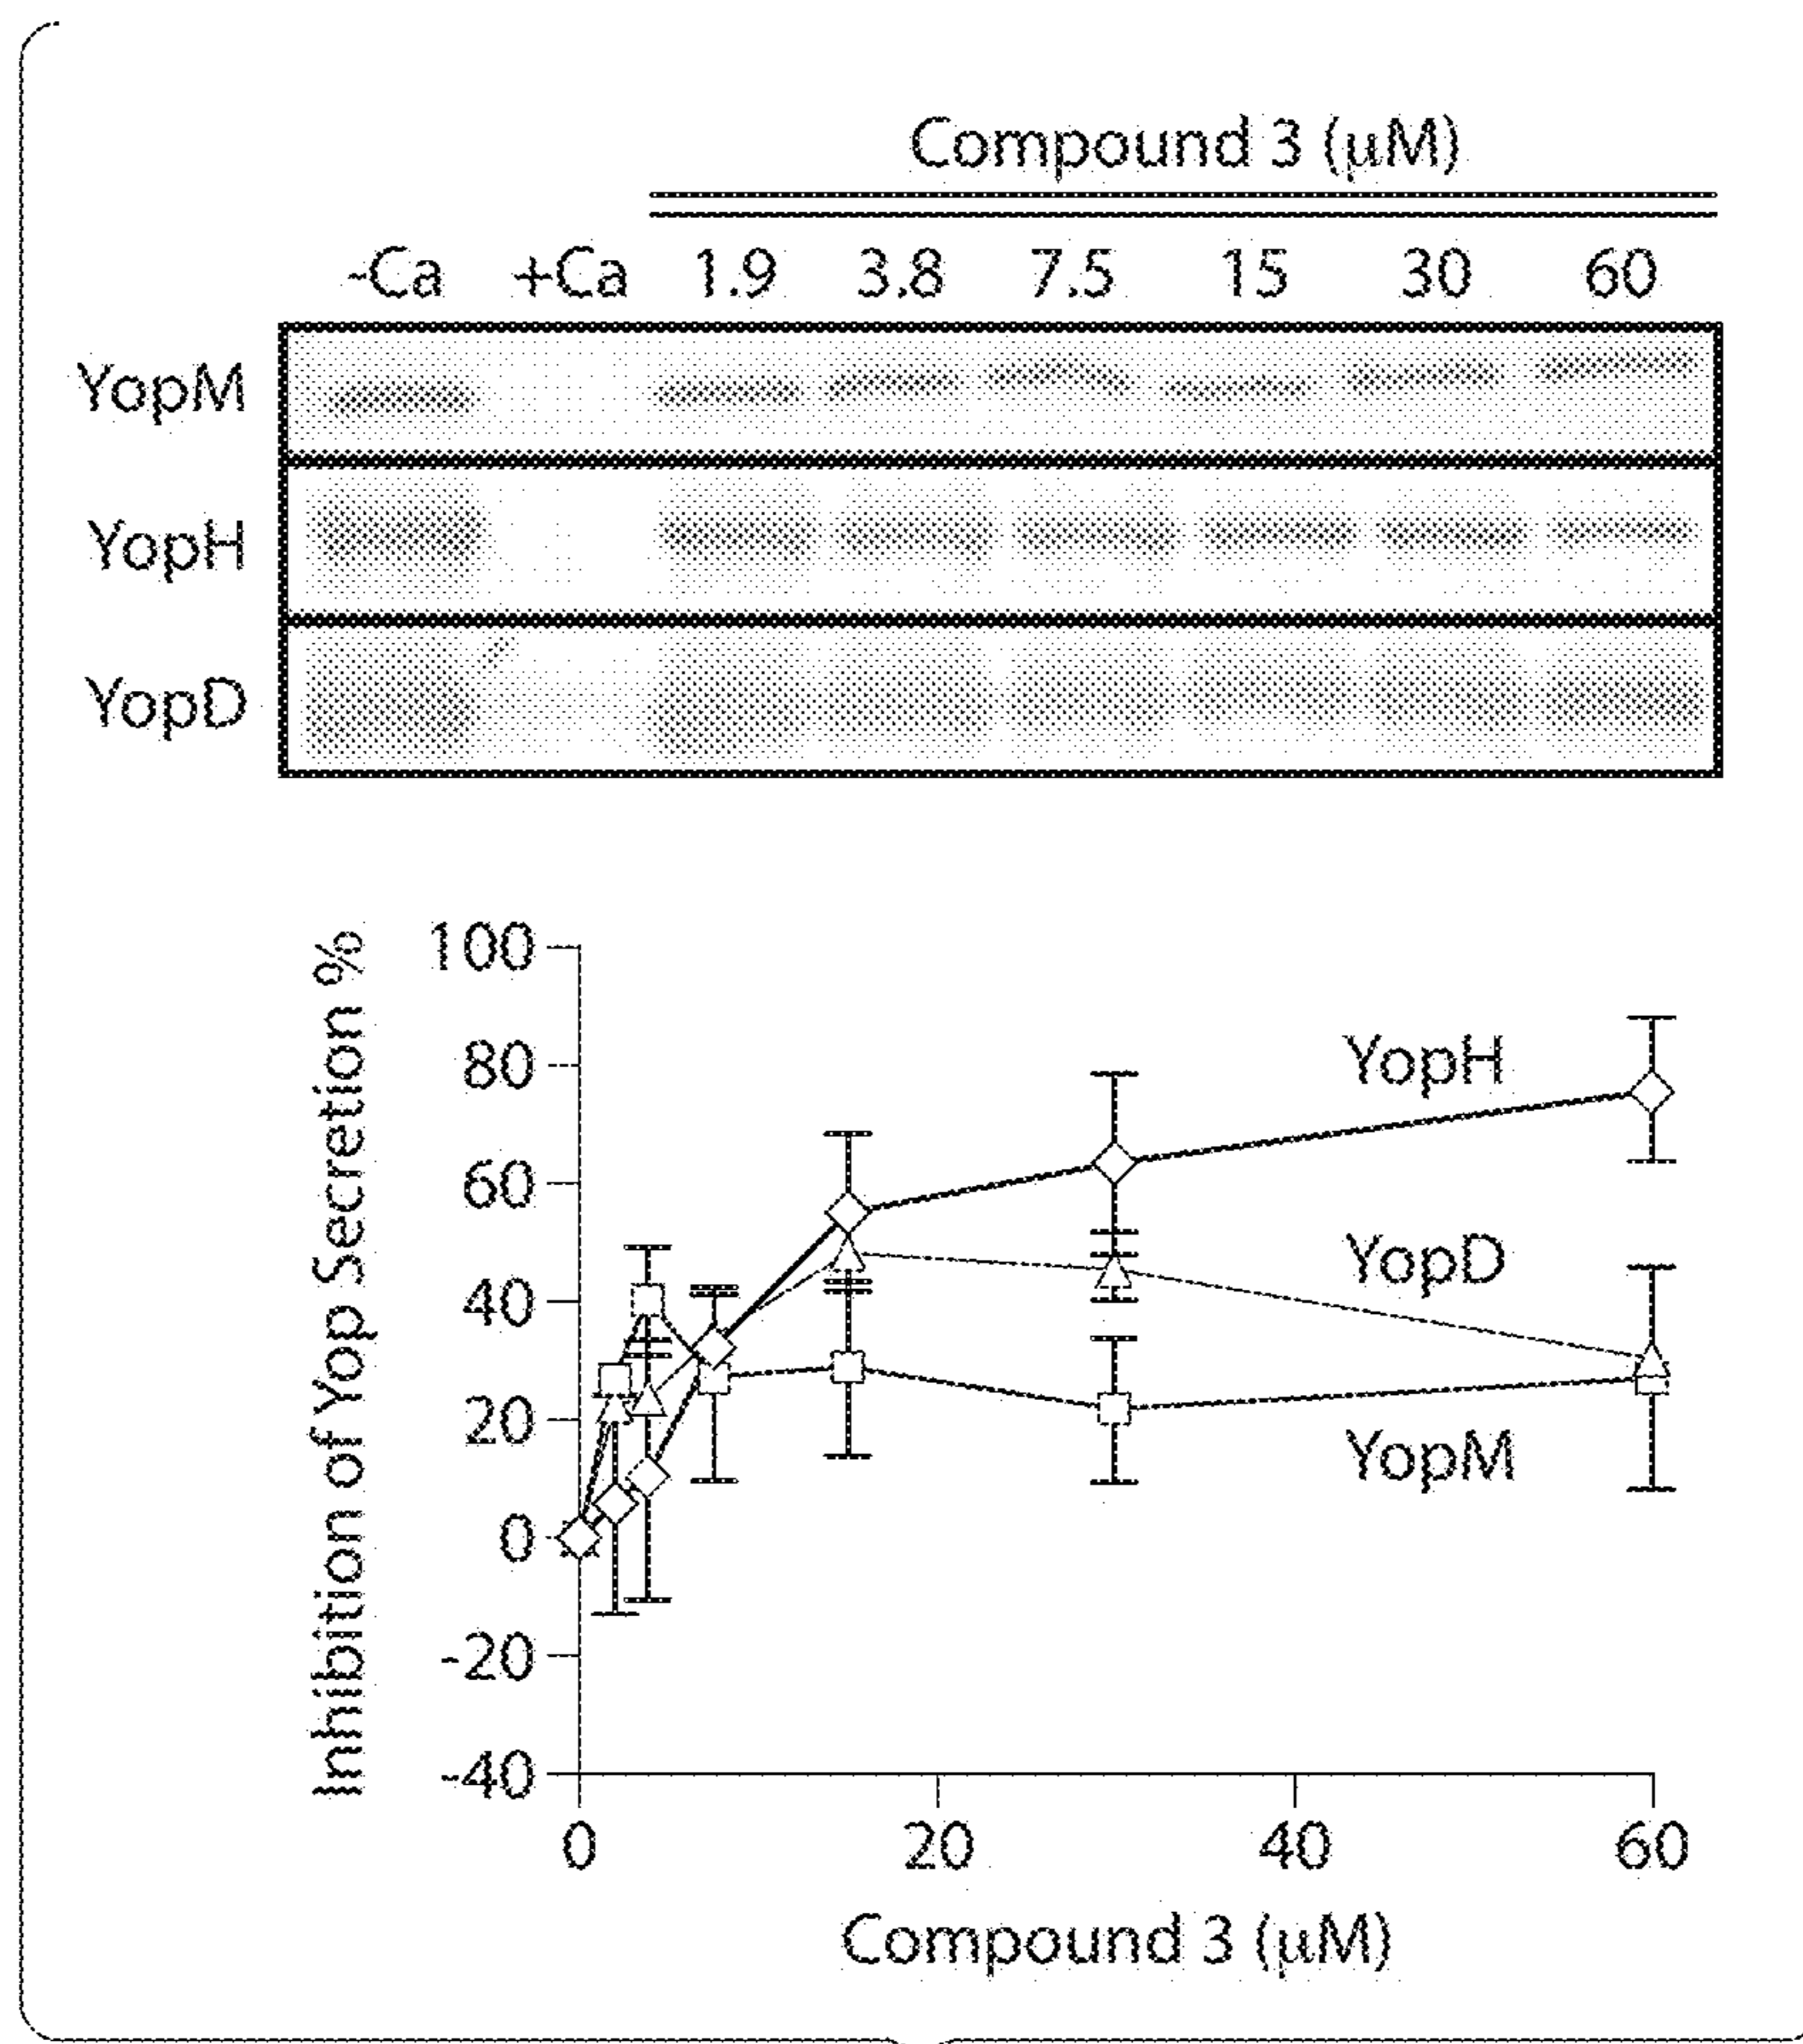 Compound 3 (µM)
-Ca +Ca 1.9 3.8 7.5 15 30 60
YopM
YopH
YopD
Inhibition of Yop Secretion %
100
80
60
40
20
0
-20
-40
YopH
YopD
YopM
0 20 40 60
Compound 3 (µM)